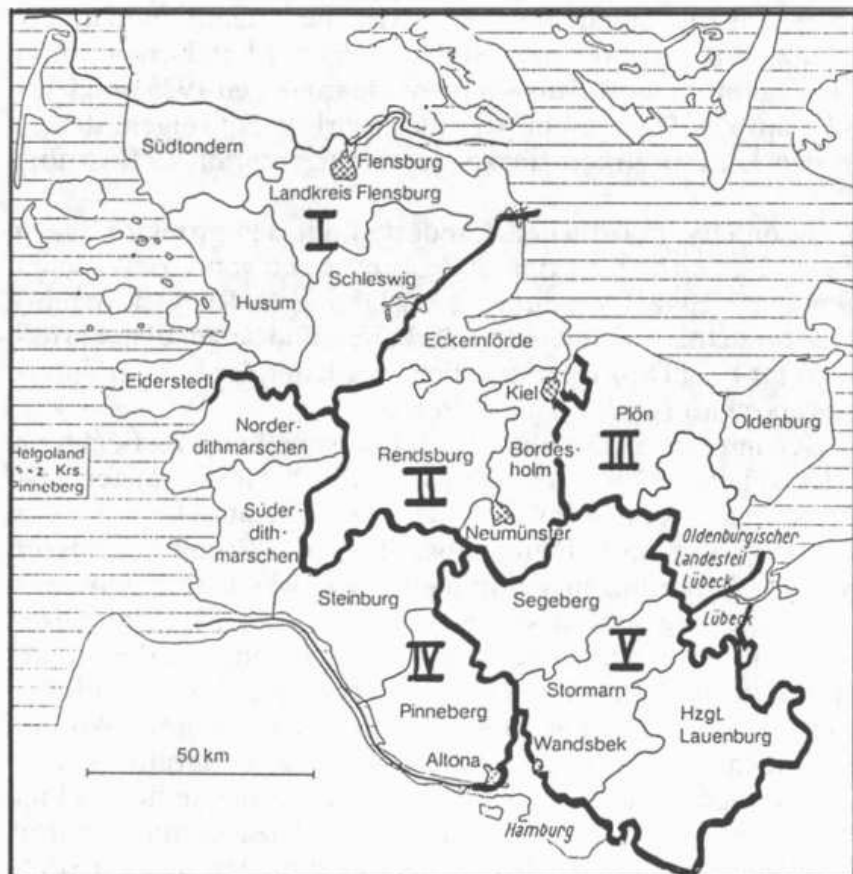 Südtondern
Flensburg
Landkreis Flensburg
I
Schleswig
Husum
Eckernförde
Eiderstedt
Kiel
Plön
Oldenburg
Norder-
dithmarschen
Helgoland
z. Krs.
Pinneberg
Rendsburg
Bordes-
holm
III
II
Süder
dith-
marschen
Neumünster
Oldenburgischer
Landesteil
Lübeck
Steinburg
Segeberg
Lübeck
IV
V
Stormarn
Pinneberg
Hzgt.
Lauenburg
50 km
Wandsbek
Altona
Hamburg